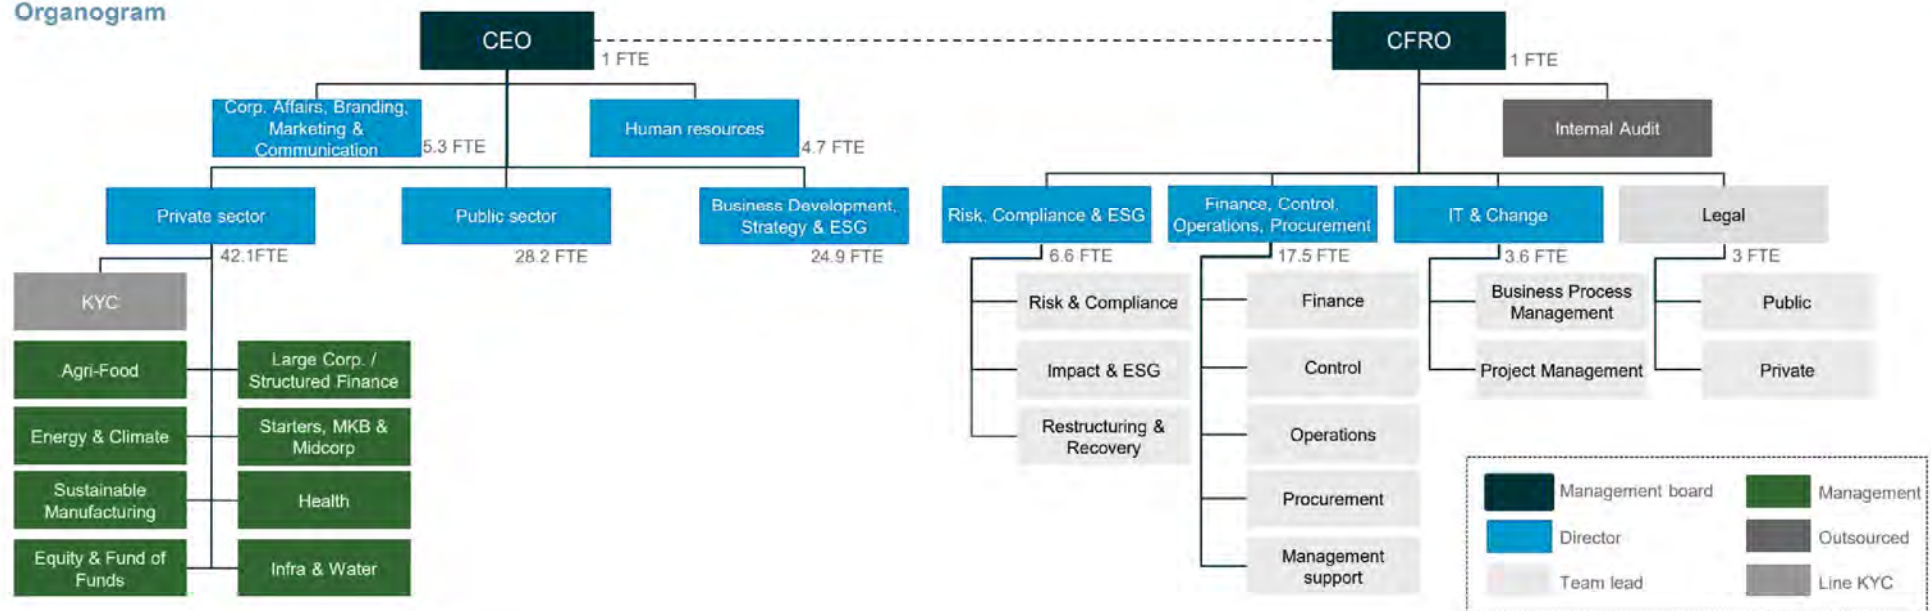 Organogram
CEO
1 FTE
CFRO
1 FTE
Corp. Affairs, Branding,
Marketing &
Communication
5.3 FTE
Human resources
4.7 FTE
Internal Audit
Private sector
42.1FTE
Public sector
28.2 FTE
Business Development,
Strategy & ESG
24.9 FTE
Risk, Compliance & ESG
6.6 FTE
Finance, Control,
Operations, Procurement
17.5 FTE
IT & Change
3.6 FTE
Legal
3 FTE
KYC
Agri-Food
Large Corp. /
Structured Finance
Energy & Climate
Starters, MKB &
Midcorp
Sustainable
Manufacturing
Health
Equity & Fund of
Funds
Infra & Water
Risk & Compliance
Impact & ESG
Restructuring &
Recovery
Finance
Control
Operations
Procurement
Management
support
Business Process
Management
Project Management
Public
Private
Management board
Management
Director
Outsourced
Team lead
Line KYC